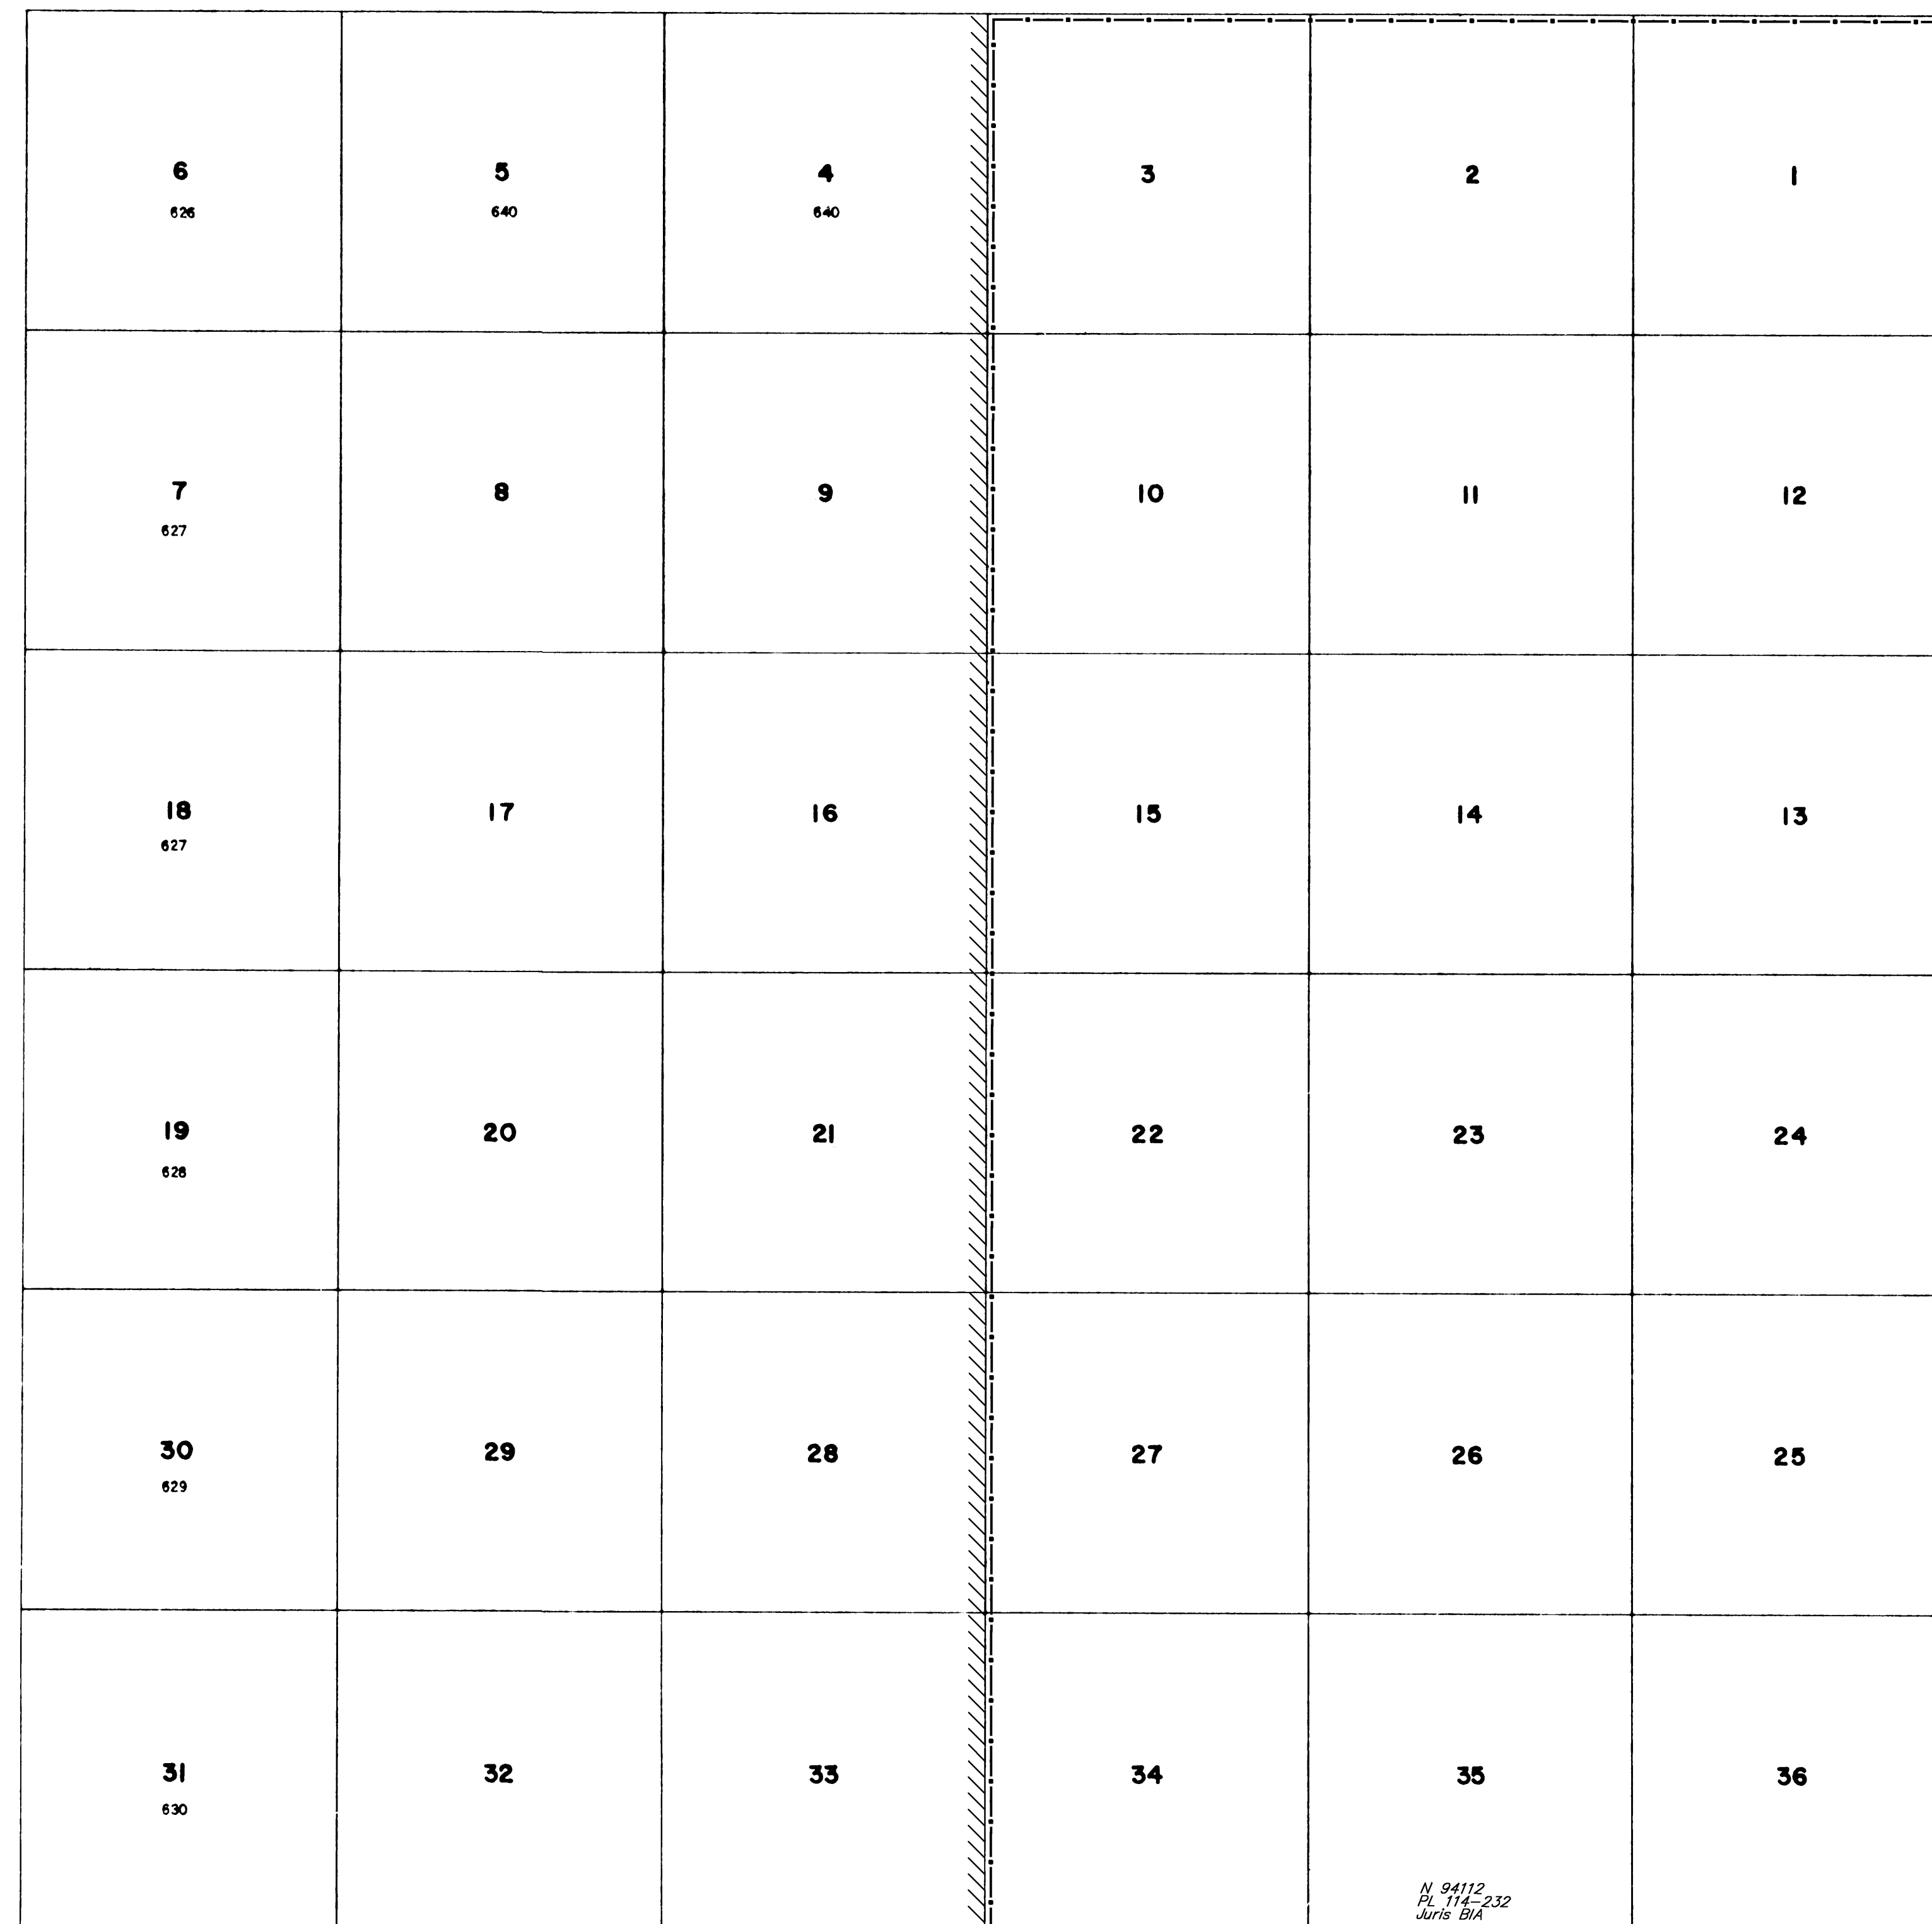 6 5 4 3 2 1
626 640 640
7 8 9 10 11 12
627
18 17 16 15 14 13
627
19 20 21 22 23 24
628
30 29 28 27 26 25
629
31 32 33 34 35 36
630
N 94112
PL 114-232
Juris BIA